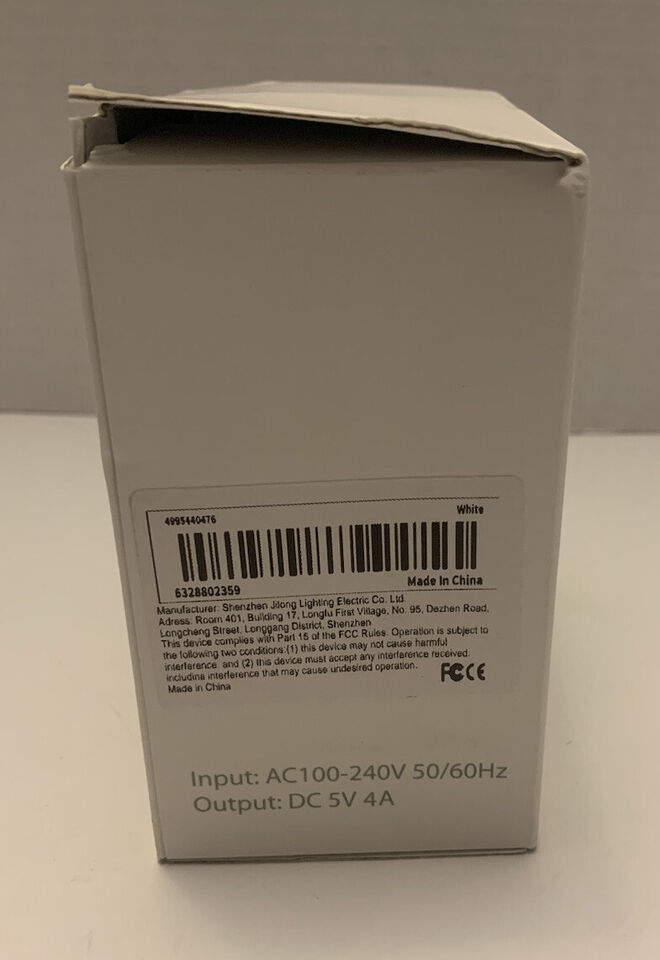 4995440476
White
6328802359
Made In China
Manufacturer: Shenzhen Jilong Lighting Electric Co. Ltd.
Adress: Room 401, Building 17, Longfu First Village, No. 95, Dezhen Road,
Longcheng Street, Longgang District, Shenzhen
This device complies with Part 15 of the FCC Rules. Operation is subject to
the following two conditions:(1) this device may not cause harmful
interference. and (2) this device must accept any interference received.
including interference that may cause undesired operation.
FC CE
Made in China
Input: AC100-240V 50/60Hz
Output: DC 5V 4A